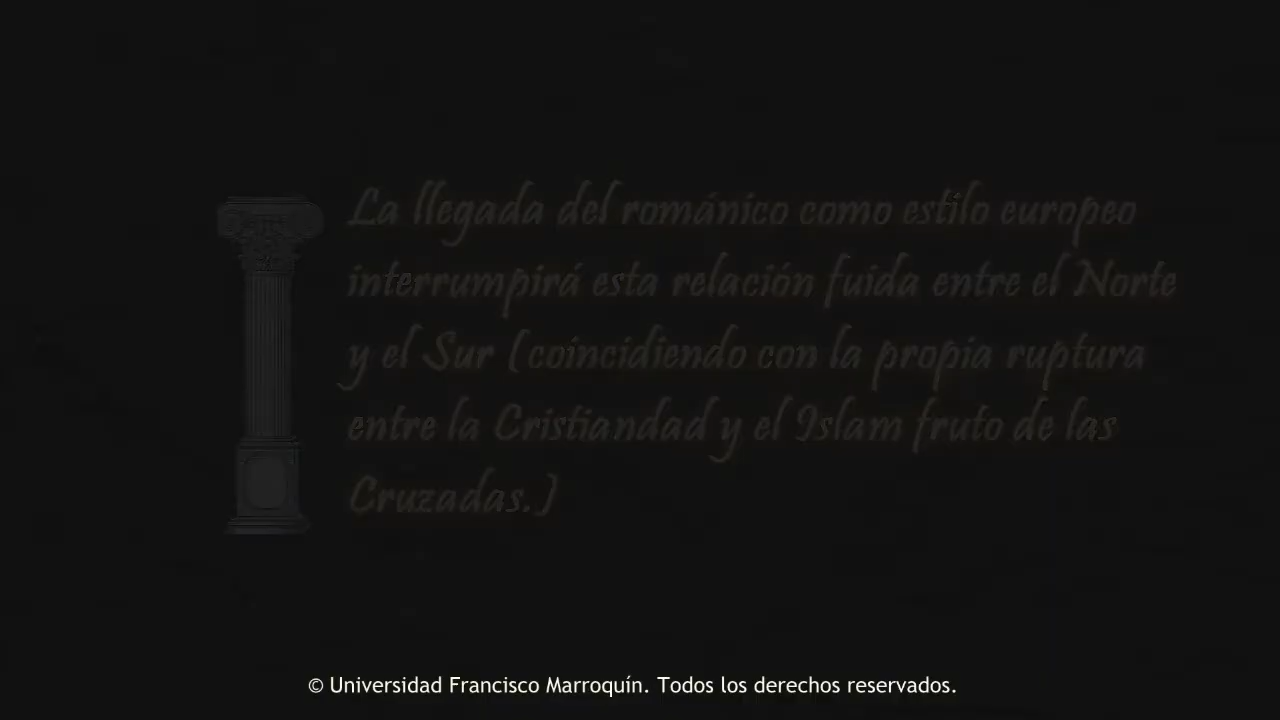 La llegada del románico como estilo europeo
interrumpirá esta relación fuida entre el Norte
y el Sur (coincidiendo con la propia ruptura
entre la Cristiandad y el Islam fruto de las
Cruzadas.)
© Universidad Francisco Marroquín. Todos los derechos reservados.